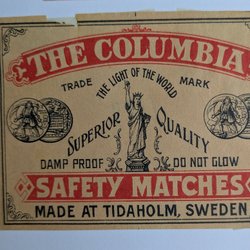 THE COLUMBIA
TRADE THE LIGHT OF THE WORLD MARK
SUPERIOR QUALITY
DAMP PROOF DO NOT GLOW
SAFETY MATCHES
MADE AT TIDAHOLM, SWEDEN